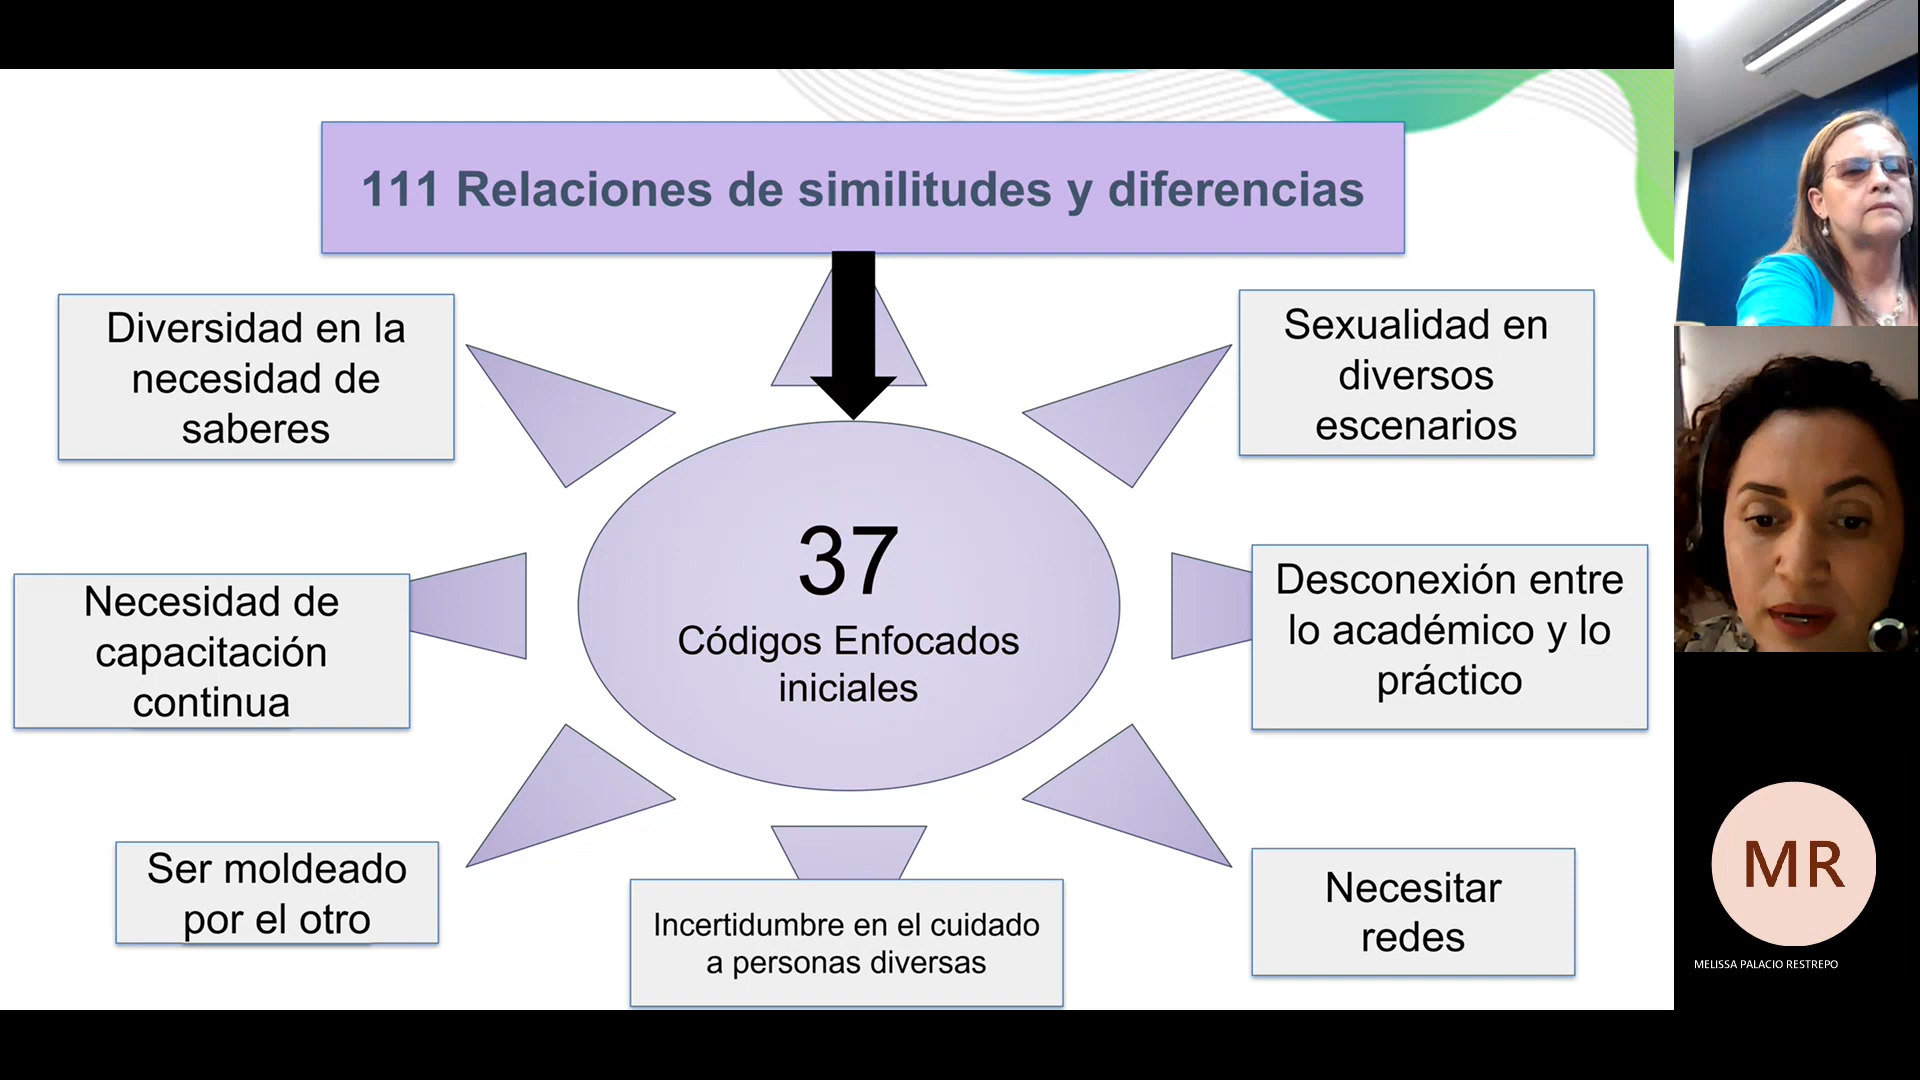 111 Relaciones de similitudes y diferencias
Diversidad en la
necesidad de
saberes
Sexualidad en
diversos
escenarios
37
Códigos Enfocados
iniciales
Necesidad de
capacitación
continua
Desconexión entre
lo académico y lo
práctico
Ser moldeado
por el otro
Incertidumbre en el cuidado
a personas diversas
Necesitar
redes
MR
MELISSA PALACIO RESTREPO